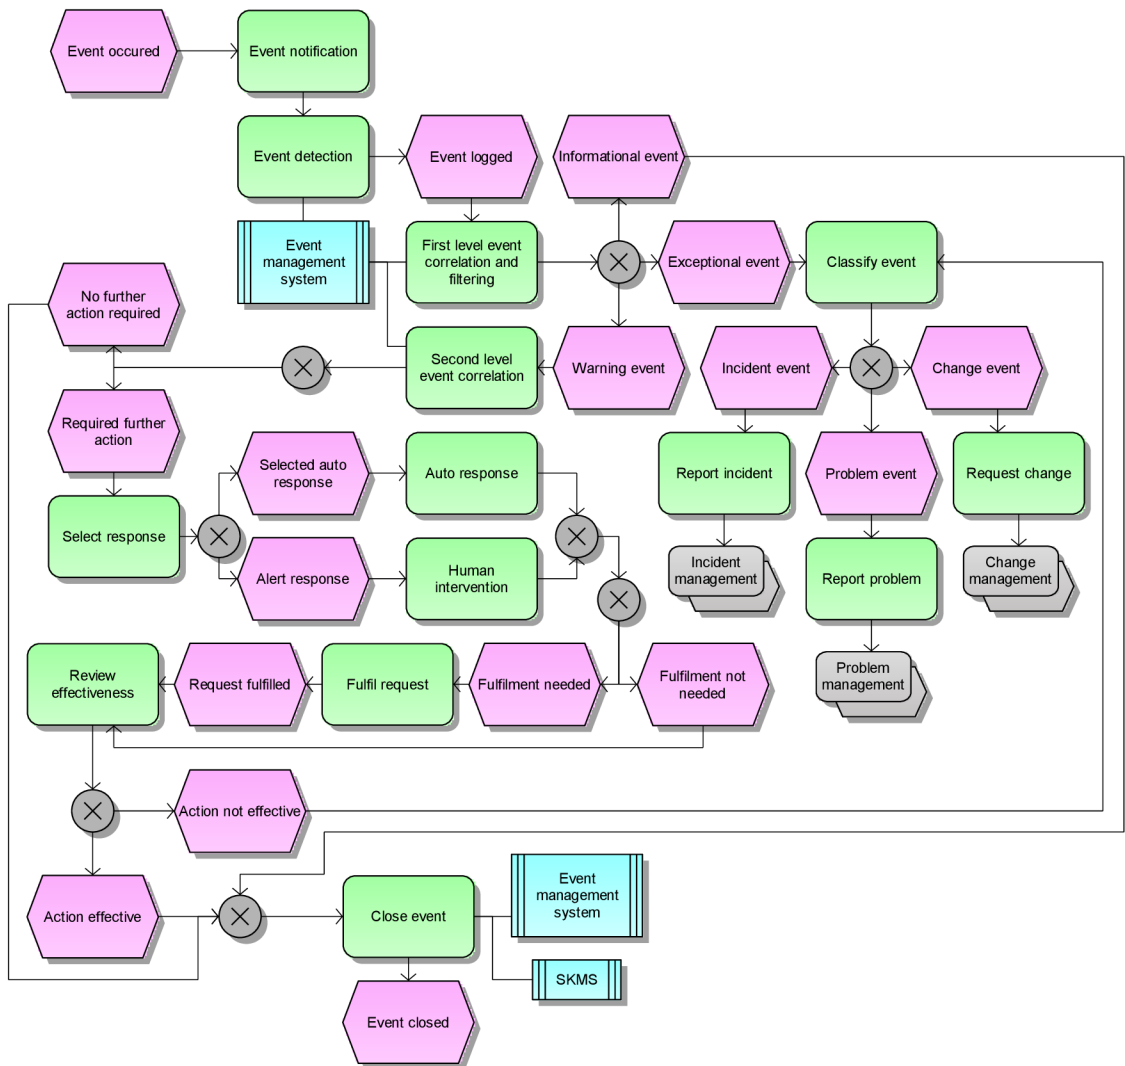 Event occured
Event notification
Event detection
Event logged
Informational event
Event
management
system
First level event
correlation and
filtering
Exceptional event
Classify event
No further
action required
Second level
event correlation
Warning event
Incident event
Change event
Required further
action
Selected auto
response
Auto response
Report incident
Problem event
Request change
Select response
Alert response
Human
intervention
Incident
management
Report problem
Change
management
Review
effectiveness
Request fulfilled
Fulfil request
Fulfilment needed
Fulfilment not
needed
Problem
management
Action not effective
Action effective
Close event
Event
management
system
SKMS
Event closed